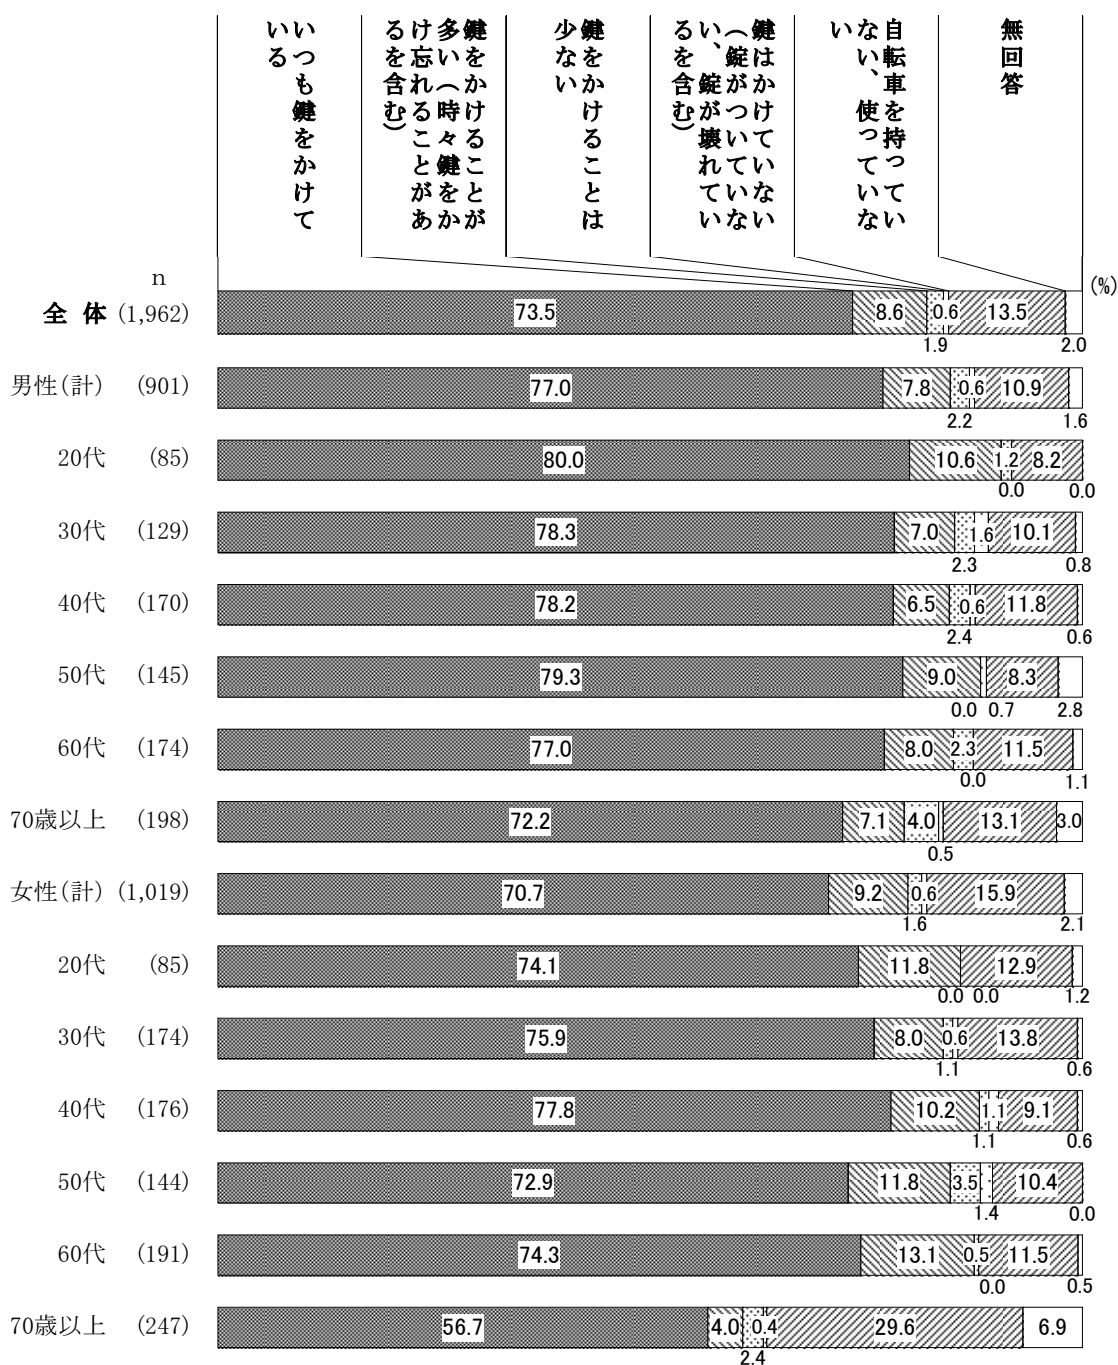 いつも鍵をかけて
いる
鍵をかけることが
多い（時々鍵をか
け忘れることがあ
るを含む）
鍵をかけることは
少ない
鍵はかけていない
（錠がついていな
い、錠が壊れてい
るを含む）
自転車を持ってい
ない、使っていな
い
無回答
n
(%)
全 体 (1,962) 73.5 8.6 0.6 13.5
1.9 2.0
男性(計) (901) 77.0 7.8 0.6 10.9
2.2 1.6
20代 (85) 80.0 10.6 1.2 8.2
0.0 0.0
30代 (129) 78.3 7.0 1.6 10.1
2.3 0.8
40代 (170) 78.2 6.5 0.6 11.8
2.4 0.6
50代 (145) 79.3 9.0 8.3
0.0 0.7 2.8
60代 (174) 77.0 8.0 2.3 11.5
0.0 1.1
70歳以上 (198) 72.2 7.1 4.0 13.1 3.0
0.5
女性(計) (1,019) 70.7 9.2 0.6 15.9
1.6 2.1
20代 (85) 74.1 11.8 12.9
0.0 0.0 1.2
30代 (174) 75.9 8.0 0.6 13.8
1.1 0.6
40代 (176) 77.8 10.2 1.1 9.1
1.1 0.6
50代 (144) 72.9 11.8 3.5 10.4
1.4 0.0
60代 (191) 74.3 13.1 0.5 11.5
0.0 0.5
70歳以上 (247) 56.7 4.0 0.4 29.6 6.9
2.4